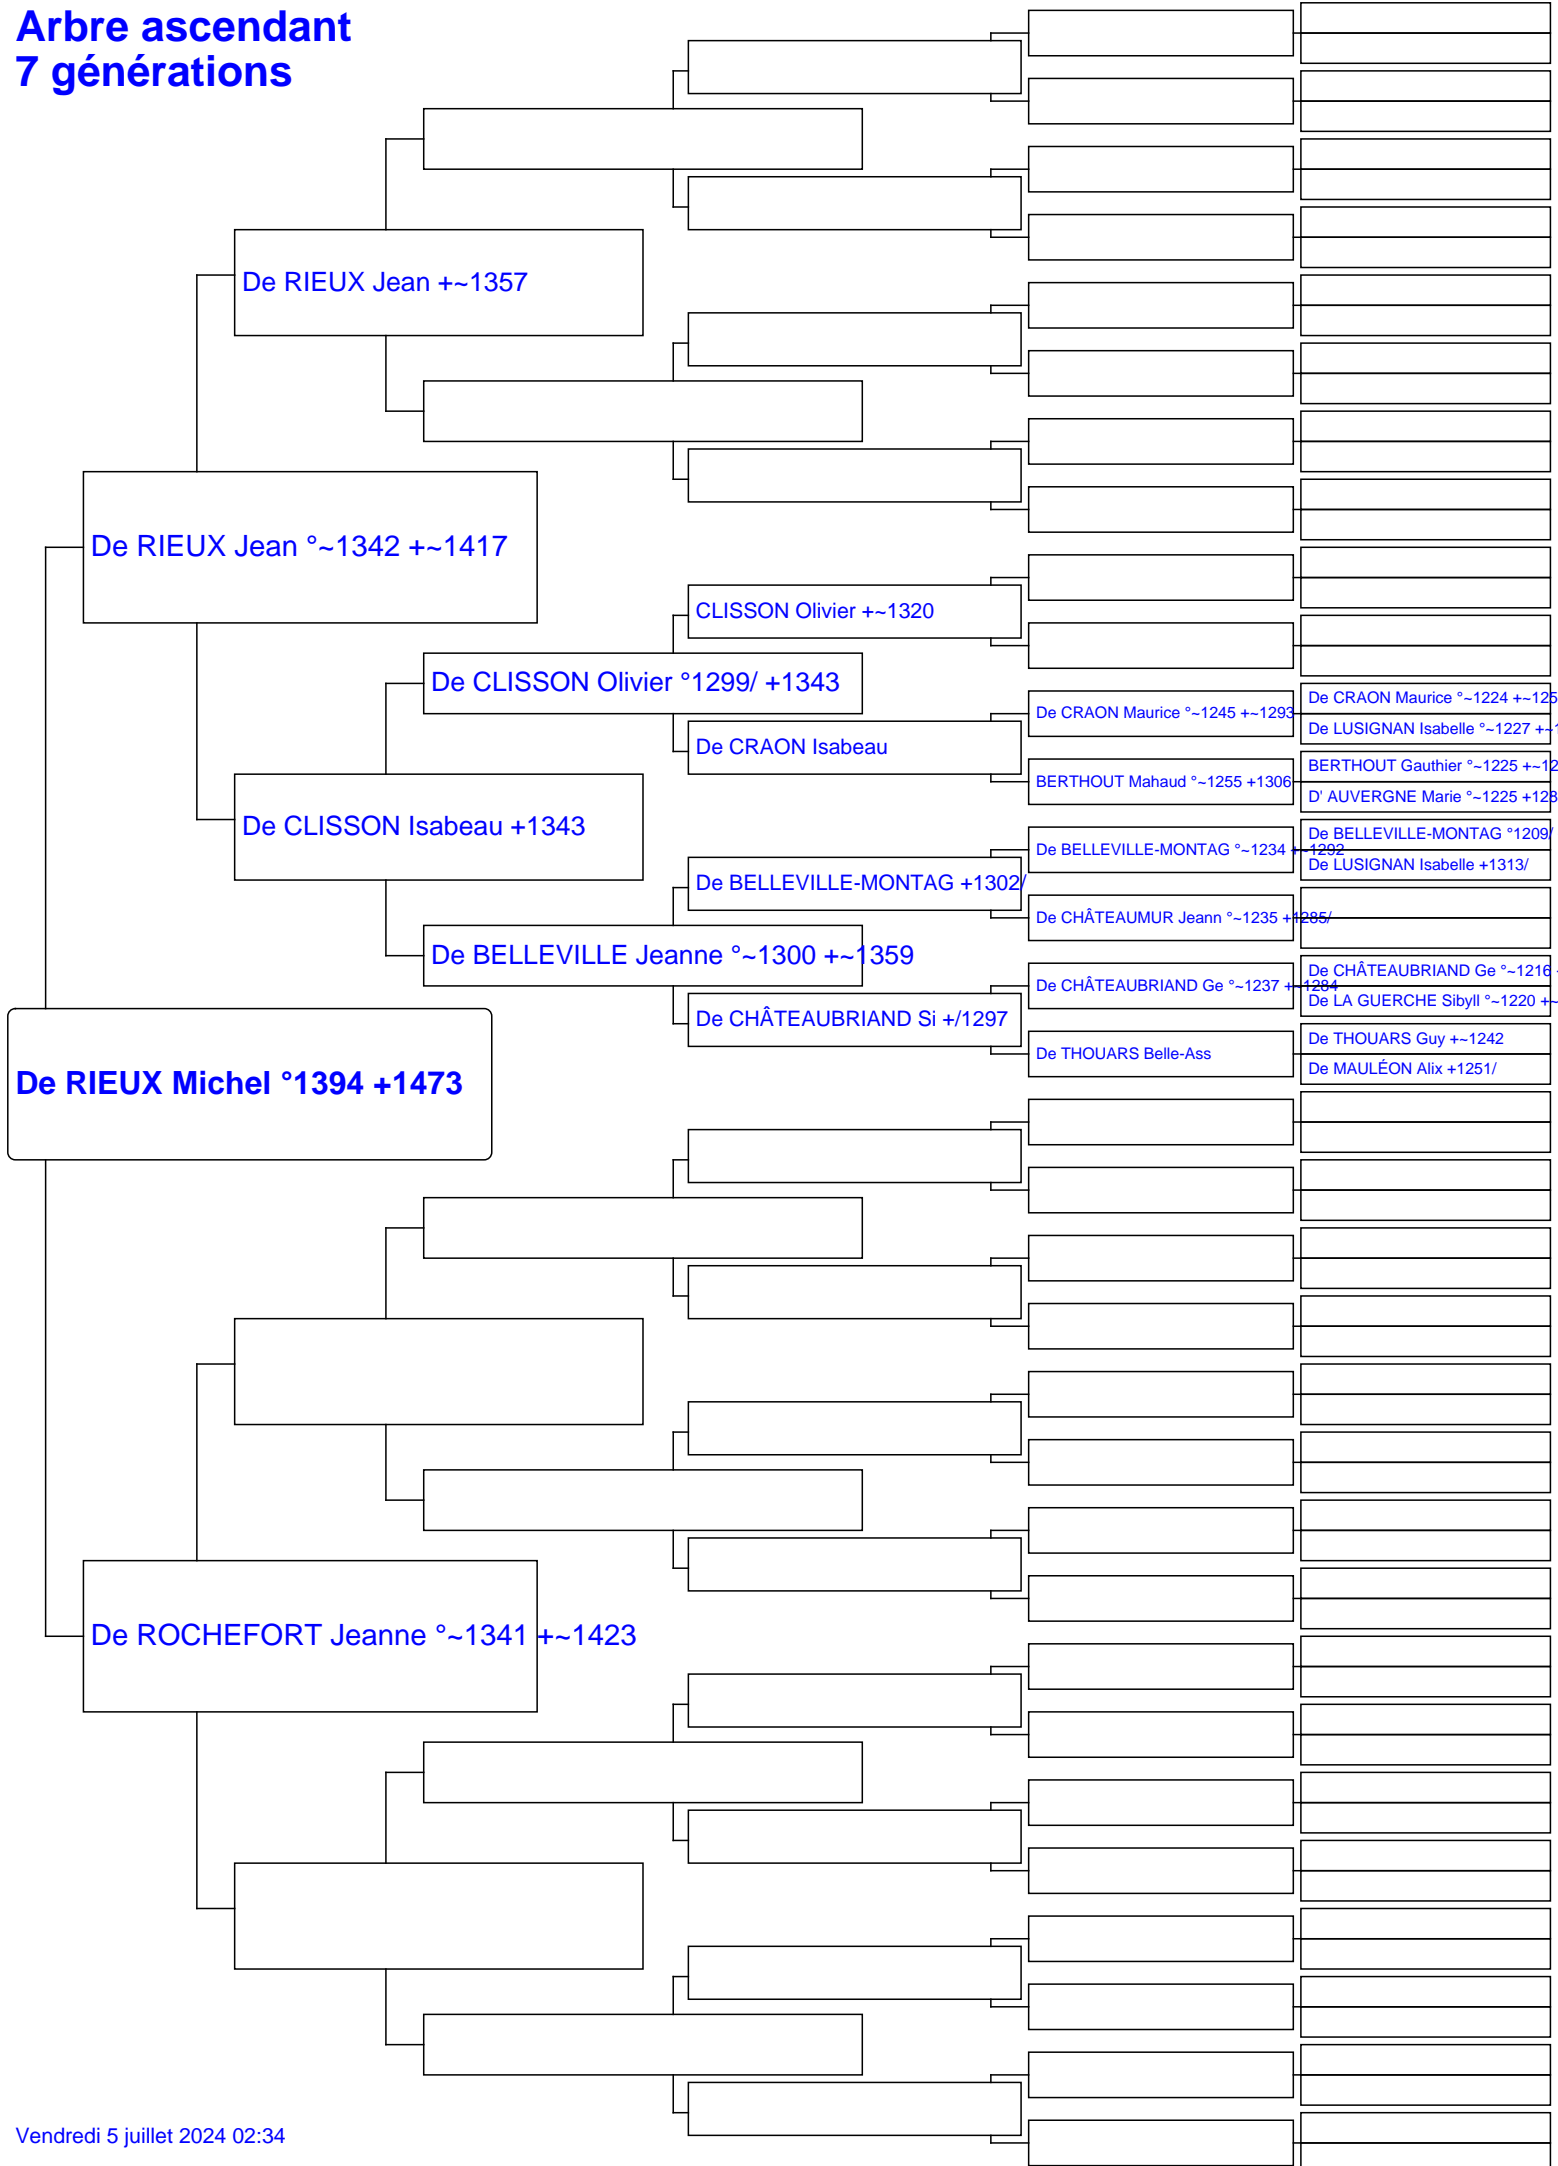 Arbre ascendant
7 générations
De RIEUX Jean +~1357
De RIEUX Jean °~1342 +~1417
CLISSON Olivier +~1320
De CLISSON Olivier °1299/ +1343
De CRAON Maurice °~1245 +~1293
De CRAON Maurice °~1224 +~125
De LUSIGNAN Isabelle °~1227 +~1
De CRAON Isabeau
BERTHOUT Mahaud °~1255 +1306
BERTHOUT Gauthier °~1225 +~12
D' AUVERGNE Marie °~1225 +128
De CLISSON Isabeau +1343
De BELLEVILLE-MONTAG °~1234 +~1292
De BELLEVILLE-MONTAG °1209/
De LUSIGNAN Isabelle +1313/
De BELLEVILLE-MONTAG +1302/
De CHÂTEAUMUR Jeann °~1235 +1285/
De BELLEVILLE Jeanne °~1300 +~1359
De CHÂTEAUBRIAND Ge °~1237 +~1284
De CHÂTEAUBRIAND Ge °~1216
De LA GUERCHE Sibyll °~1220 +~
De CHÂTEAUBRIAND Si +/1297
De THOUARS Belle-Ass
De THOUARS Guy +~1242
De MAULÉON Alix +1251/
De RIEUX Michel °1394 +1473
De ROCHEFORT Jeanne °~1341 +~1423
Vendredi 5 juillet 2024 02:34